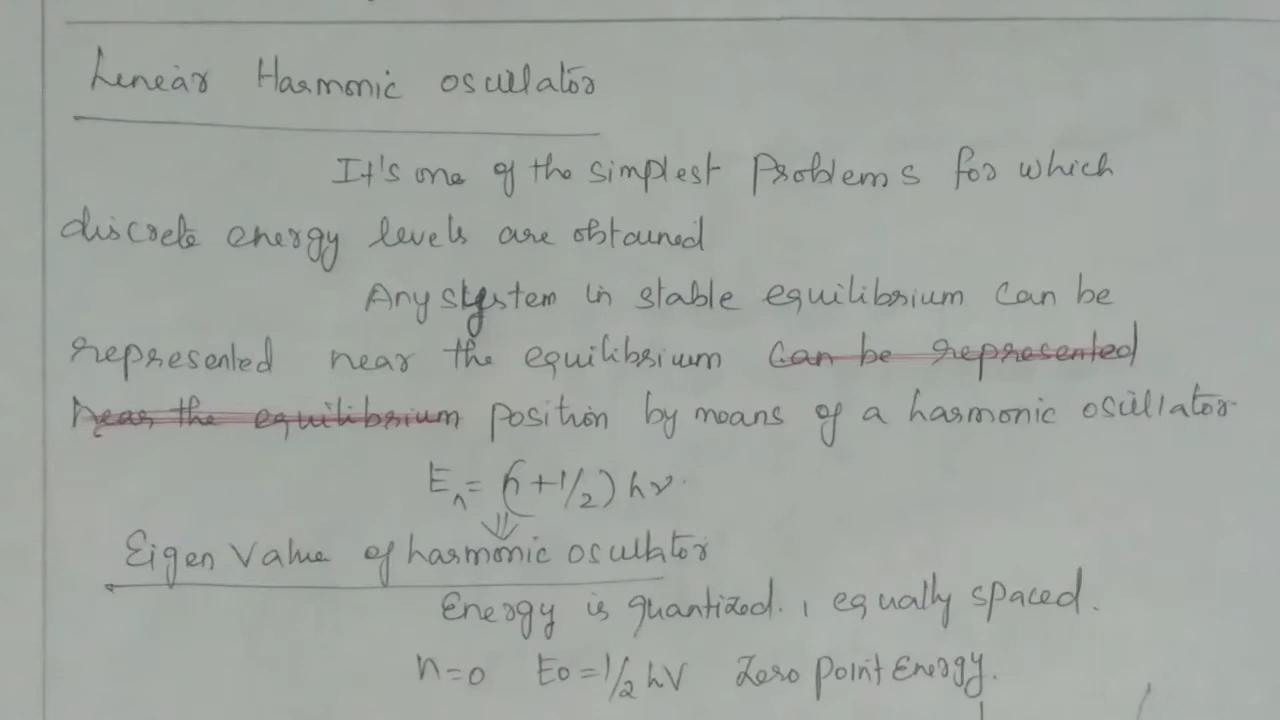 Linear Harmonic oscillator
It's one of the simplest Problems for which
discrete energy levels are obtained
Any system in stable equilibrium can be
represented near the equilibrium can be represented
near the equilibrium position by means of a harmonic oscillator
Eₙ = (n+1/2) hν.
⇓
Eigen Value of harmonic oscillator
Energy is quantized. , equally spaced.
n=0 E0 = 1/2 hν Zero point Energy.